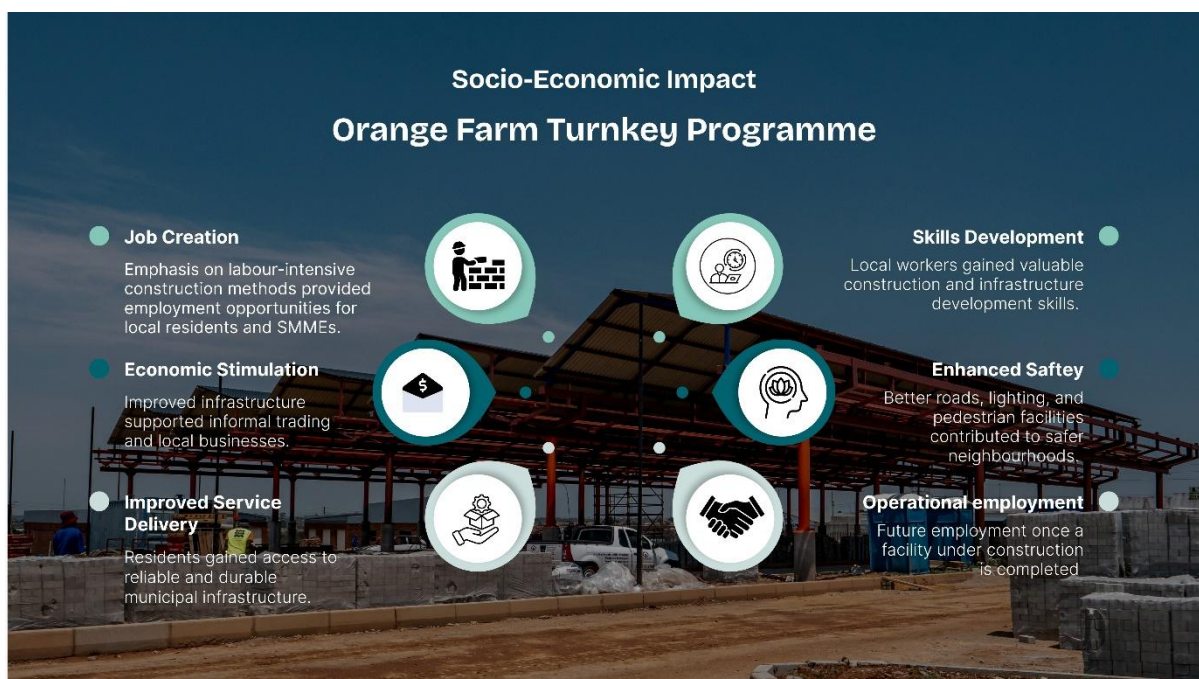 Socio-Economic Impact
Orange Farm Turnkey Programme
Job Creation
Emphasis on labour-intensive
construction methods provided
employment opportunities for
local residents and SMMEs.
Economic Stimulation
Improved infrastructure
supported informal trading
and local businesses.
Improved Service
Delivery
Residents gained access to
reliable and durable
municipal infrastructure.
Skills Development
Local workers gained valuable
construction and infrastructure
development skills.
Enhanced Saftey
Better roads, lighting, and
pedestrian facilities
contributed to safer
neighbourhoods.
Operational employment
Future employment once a
facility under construction
is completed
$